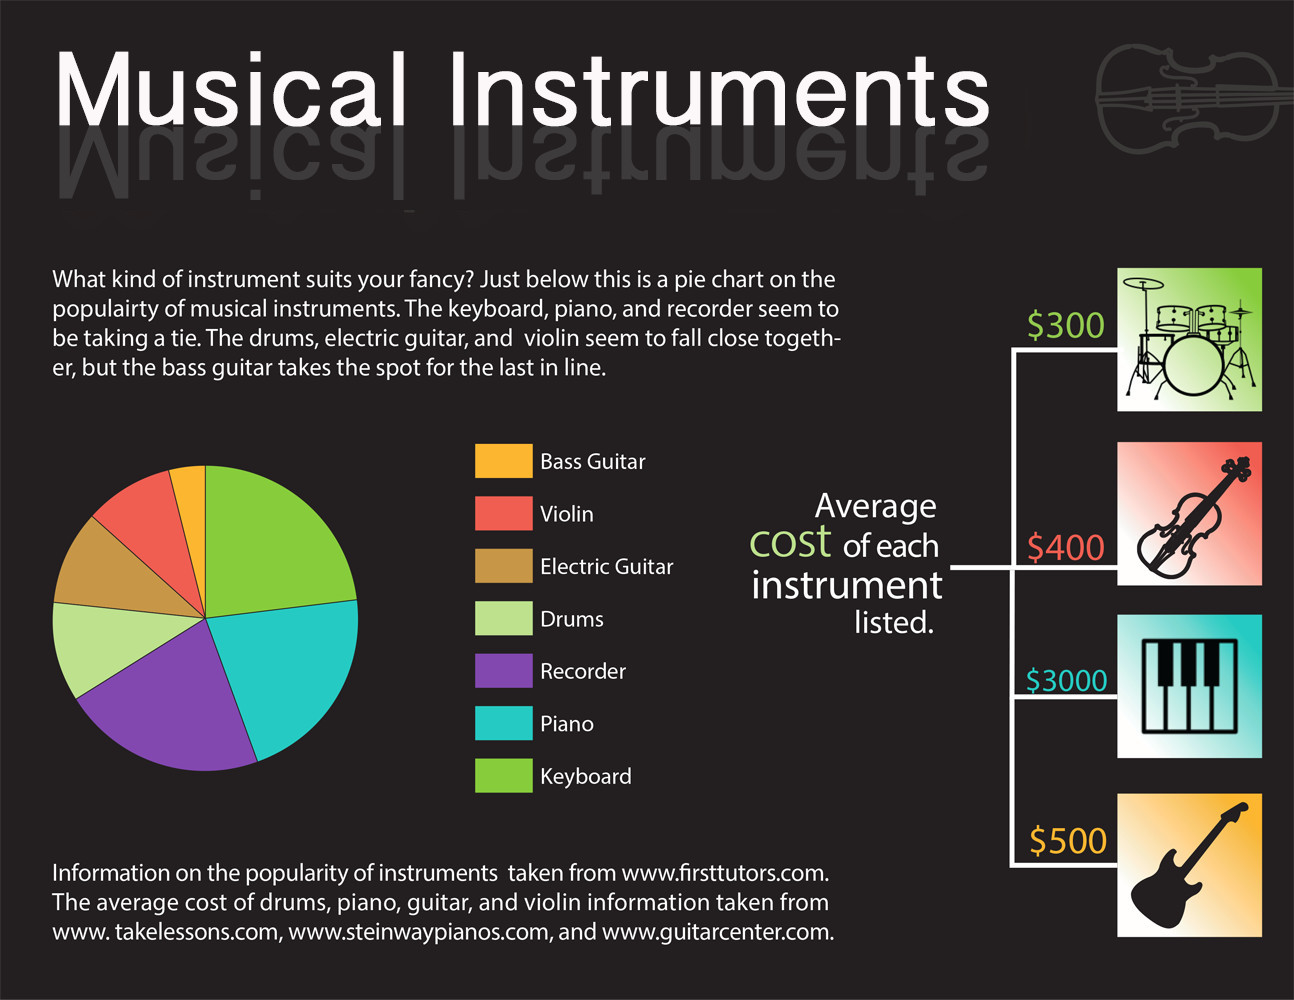 Musical Instruments
What kind of instrument suits your fancy? Just below this is a pie chart on the
populairty of musical instruments. The keyboard, piano, and recorder seem to
be taking a tie. The drums, electric guitar, and  violin seem to fall close togeth-
er, but the bass guitar takes the spot for the last in line.
Bass Guitar
Violin
Electric Guitar
Drums
Recorder
Piano
Keyboard
Average
cost of each
instrument
listed.
$300
$400
$3000
$500
Information on the popularity of instruments  taken from www.firsttutors.com.
The average cost of drums, piano, guitar, and violin information taken from
www. takelessons.com, www.steinwaypianos.com, and www.guitarcenter.com.